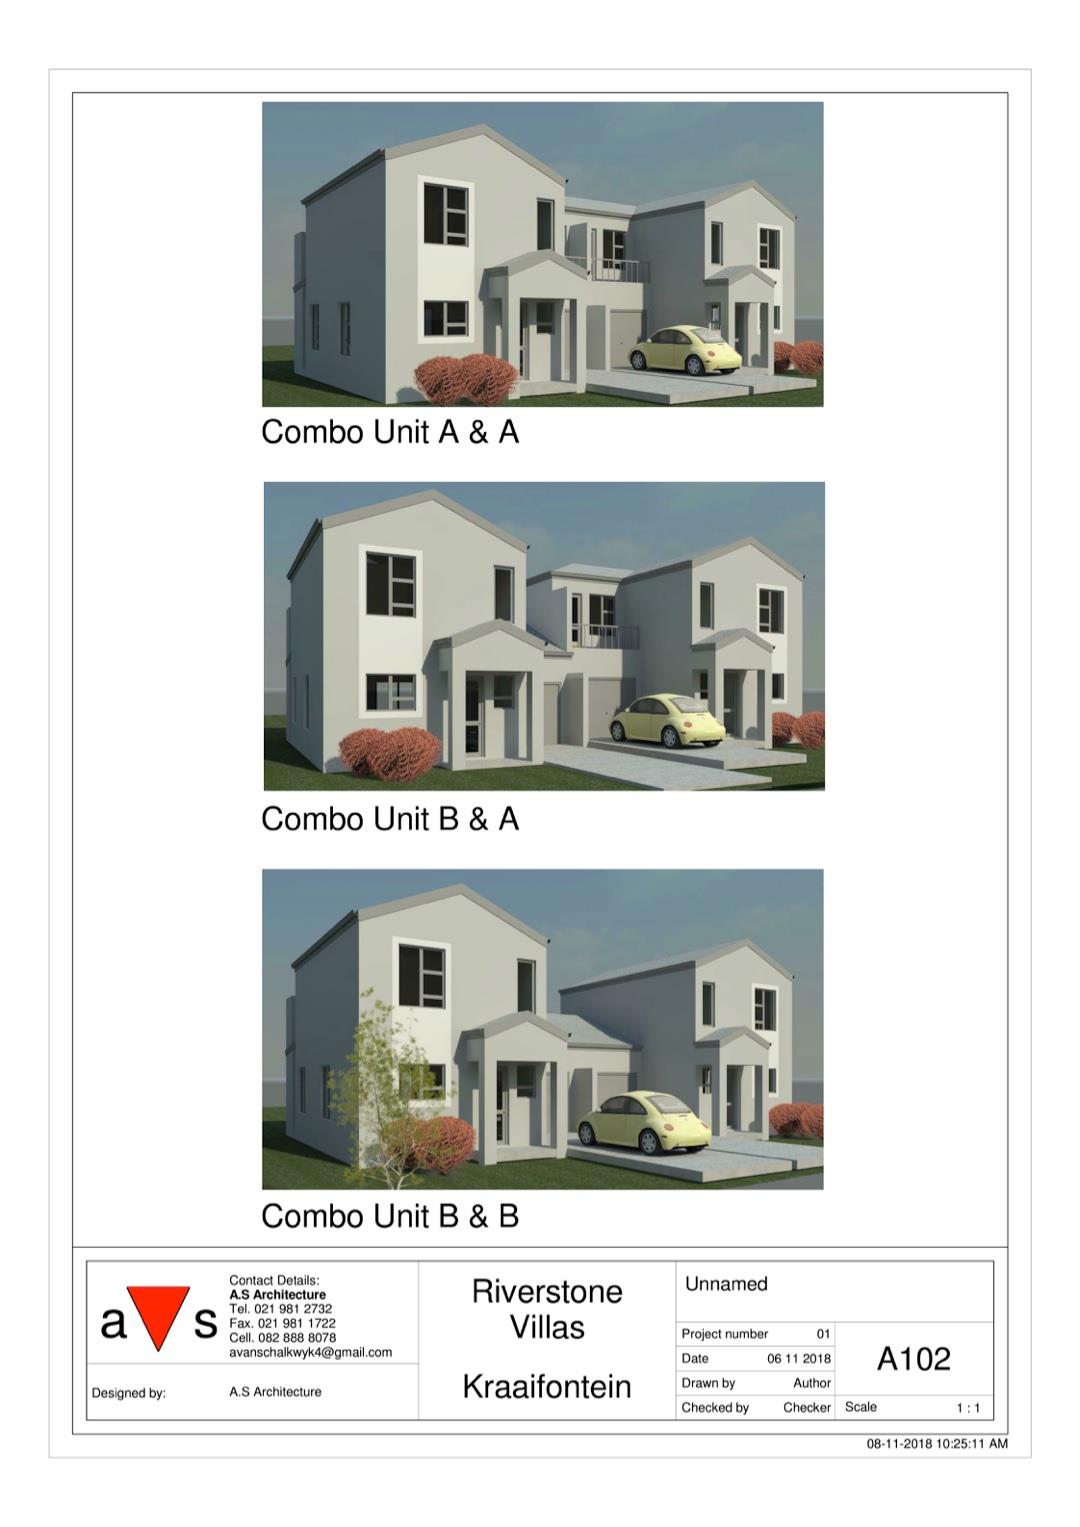 Combo Unit A & A
Combo Unit B & A
Combo Unit B & B
a s
Contact Details:
A.S Architecture
Tel. 021 981 2732
Fax. 021 981 1722
Cell. 082 888 8078
avanschalkwyk4@gmail.com
Designed by: A.S Architecture
Riverstone
Villas
Kraaifontein
Unnamed
Project number 01
Date 06 11 2018
Drawn by Author
Checked by Checker
A102
Scale 1 : 1
08-11-2018 10:25:11 AM